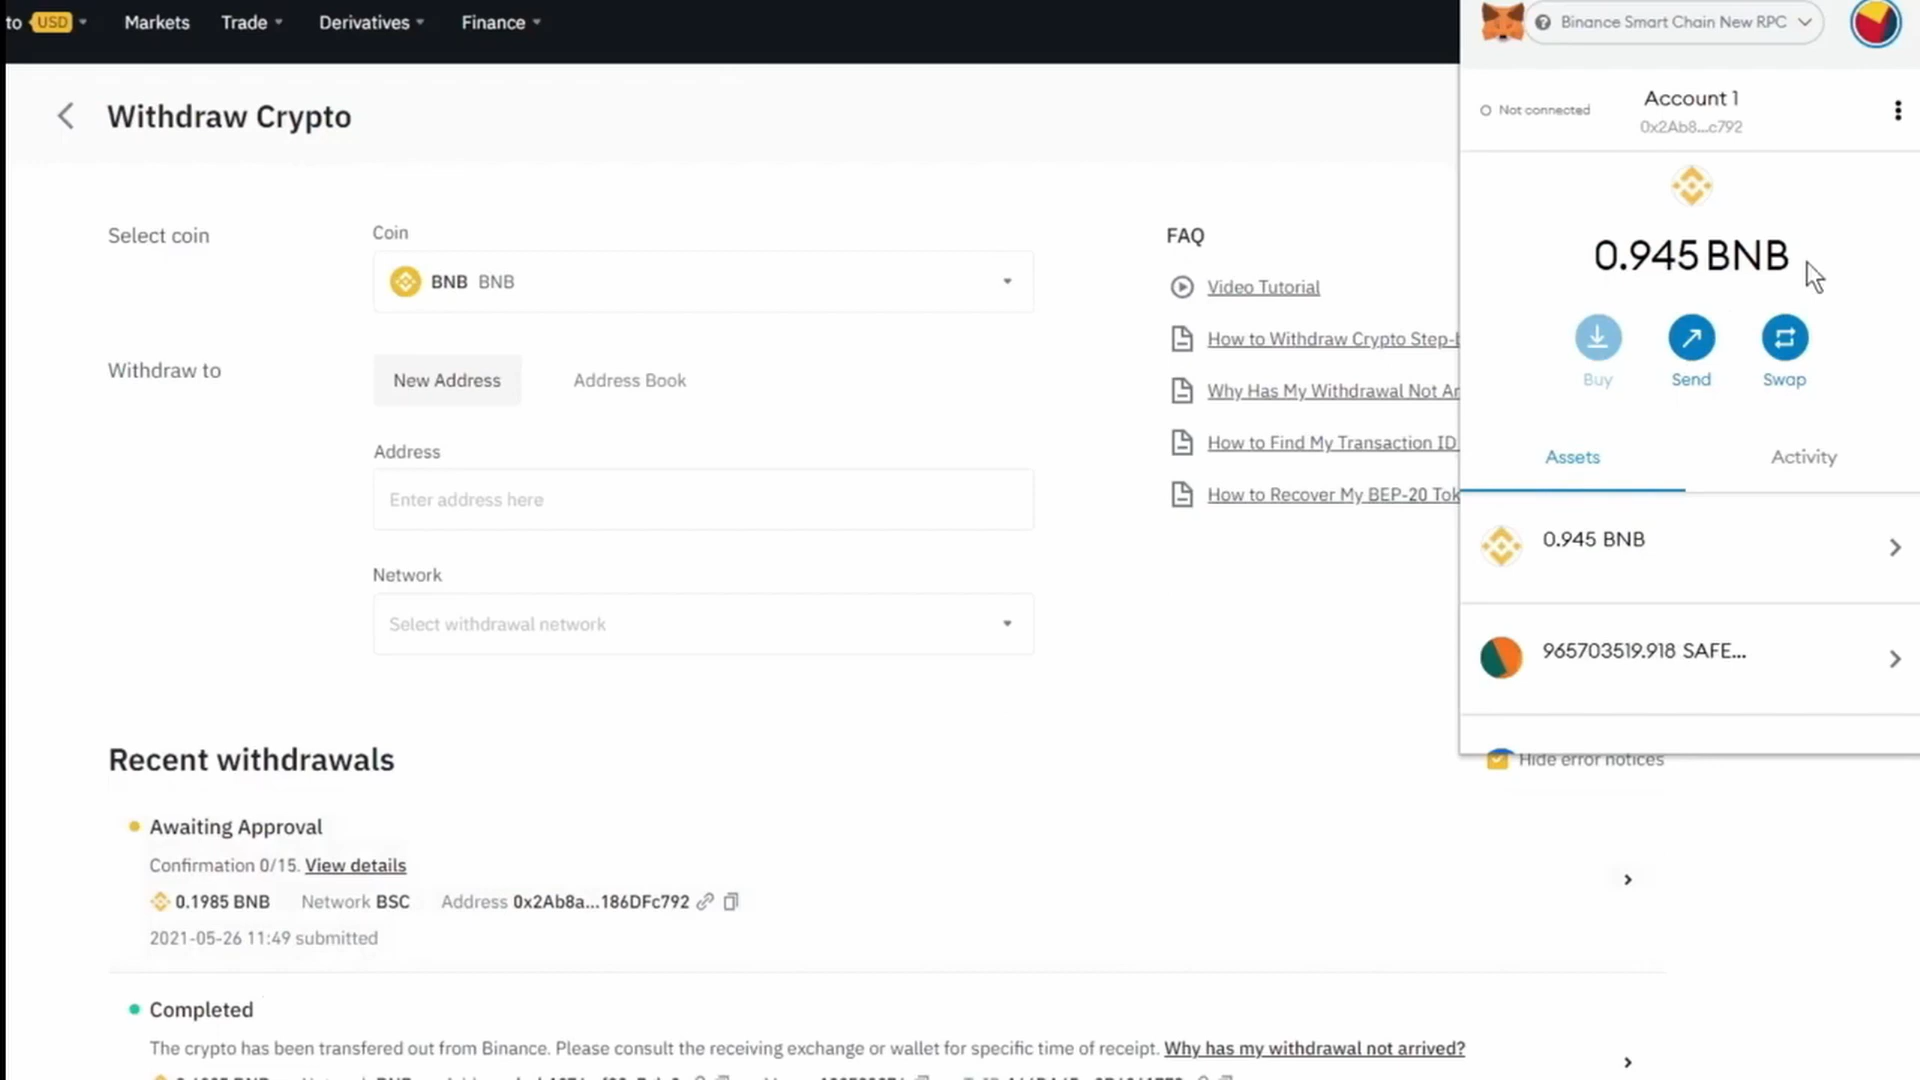 to USD Markets Trade Derivatives Finance
Binance Smart Chain New RPC
Withdraw Crypto
Not connected
Account 1
0x2Ab8...c792
Select coin
Coin
BNB BNB
FAQ
Video Tutorial
How to Withdraw Crypto Step-
Why Has My Withdrawal Not Ar
How to Find My Transaction ID
How to Recover My BEP-20 Tok
0.945 BNB
Buy
Send
Swap
Withdraw to
New Address
Address Book
Address
Enter address here
Network
Select withdrawal network
Assets
Activity
0.945 BNB
965703519.918 SAFE...
Recent withdrawals
Hide error notices
Awaiting Approval
Confirmation 0/15. View details
0.1985 BNB Network BSC Address 0x2Ab8a...186DFc792
2021-05-26 11:49 submitted
Completed
The crypto has been transfered out from Binance. Please consult the receiving exchange or wallet for specific time of receipt. Why has my withdrawal not arrived?